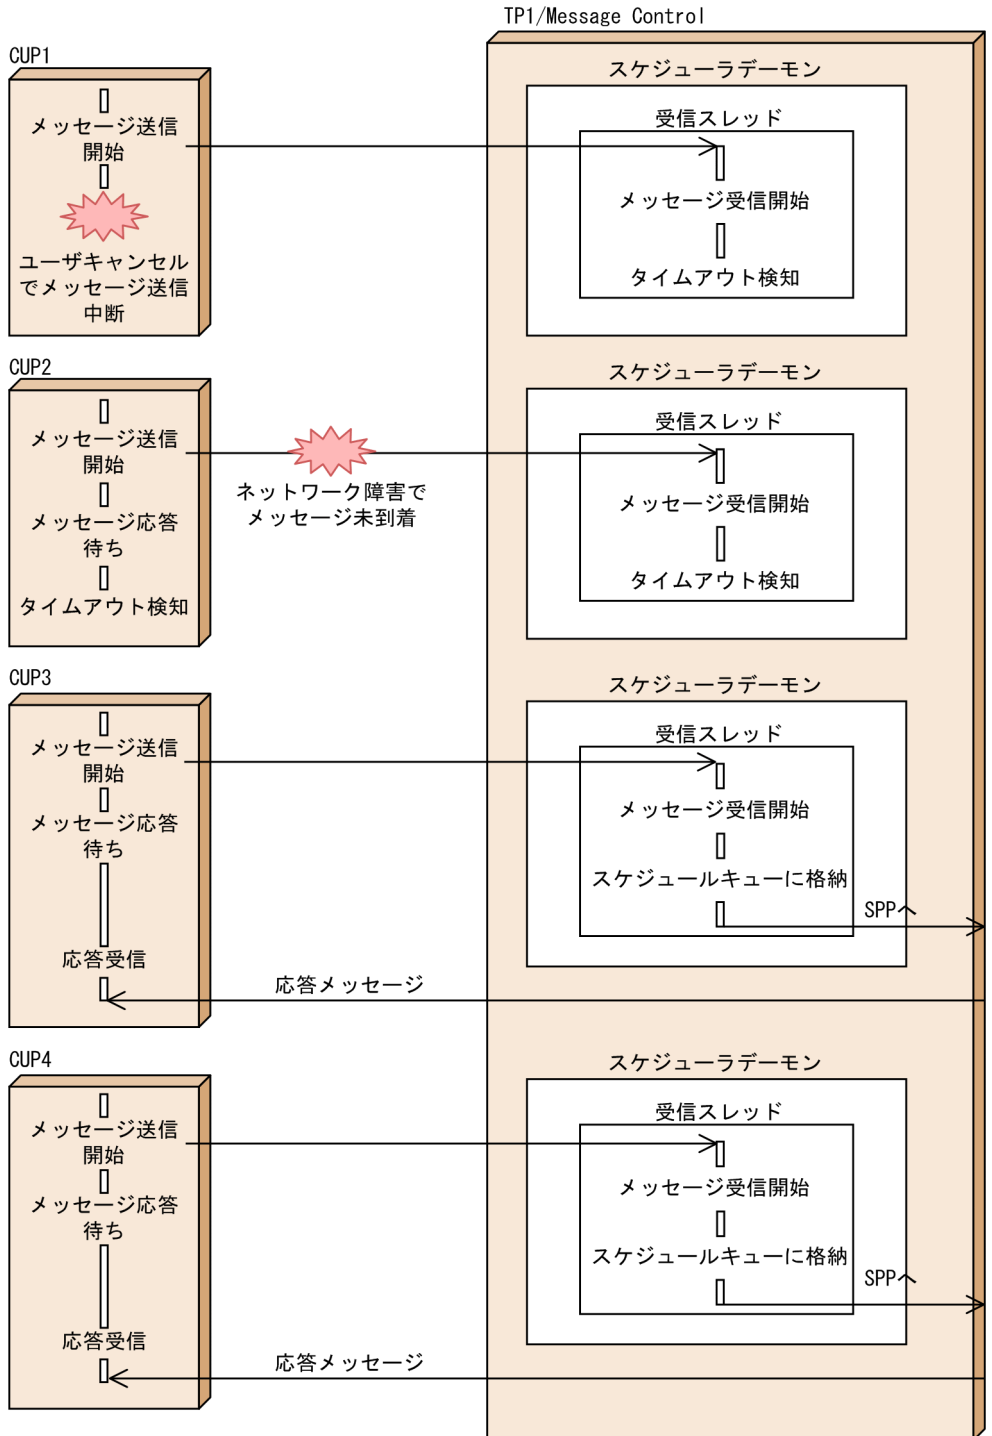 TP1/Message Control
CUP1
メッセージ送信
開始
ユーザキャンセル
でメッセージ送信
中断
スケジューラデーモン
受信スレッド
メッセージ受信開始
タイムアウト検知
CUP2
メッセージ送信
開始
メッセージ応答
待ち
タイムアウト検知
ネットワーク障害で
メッセージ未到着
スケジューラデーモン
受信スレッド
メッセージ受信開始
タイムアウト検知
CUP3
メッセージ送信
開始
メッセージ応答
待ち
応答受信
スケジューラデーモン
受信スレッド
メッセージ受信開始
スケジュールキューに格納
SPPへ
応答メッセージ
CUP4
メッセージ送信
開始
メッセージ応答
待ち
応答受信
スケジューラデーモン
受信スレッド
メッセージ受信開始
スケジュールキューに格納
SPPへ
応答メッセージ